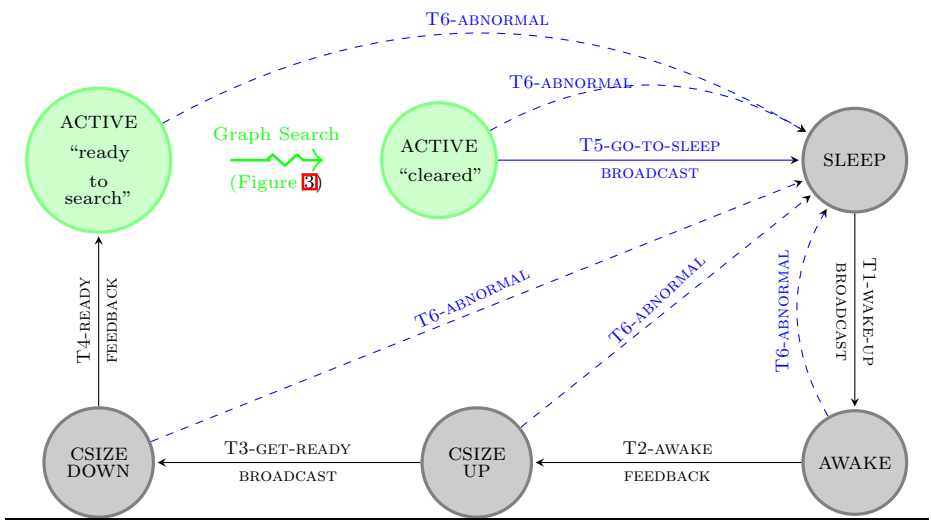 T6-ABNORMAL
T6-ABNORMAL
ACTIVE
“ready
to
search”
Graph Search
(Figure 3)
ACTIVE
“cleared”
T5-GO-TO-SLEEP
BROADCAST
SLEEP
T4-READY
FEEDBACK
T6-ABNORMAL
T6-ABNORMAL
T6-ABNORMAL
T1-WAKE-UP
BROADCAST
CSIZE
DOWN
T3-GET-READY
BROADCAST
CSIZE
UP
T2-AWAKE
FEEDBACK
AWAKE